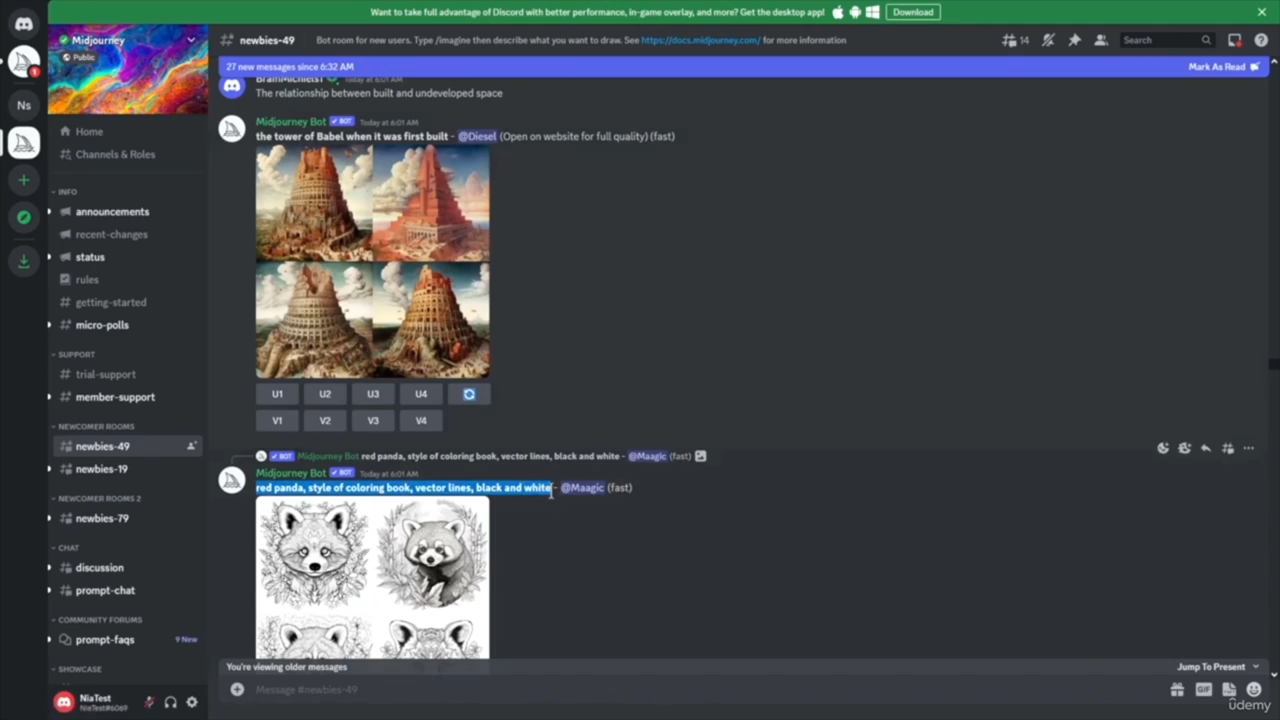 Want to take full advantage of Discord with better performance, in-game overlay, and more? Get the desktop app!
Download
Midjourney
Public
newbies-49
Bot room for new users. Type /imagine then describe what you want to draw. See https://docs.midjourney.com/ for more information
14
Search
27 new messages since 6:32 AM
Mark As Read
1
Ns
Home
Channels & Roles
INFO
announcements
recent-changes
status
rules
getting-started
micro-polls
SUPPORT
trial-support
member-support
NEWCOMER ROOMS
newbies-49
newbies-19
NEWCOMER ROOMS 2
newbies-79
CHAT
discussion
prompt-chat
COMMUNITY FORUMS
prompt-faqs
9 New
SHOWCASE
NiaTest
Today at 6:01 AM
The relationship between built and undeveloped space
Midjourney Bot BOT Today at 6:01 AM
the tower of Babel when it was first built - @Diesel (Open on website for full quality) (fast)
U1 U2 U3 U4
V1 V2 V3 V4
BOT Midjourney Bot red panda, style of coloring book, vector lines, black and white - @Maagic (fast)
Midjourney Bot BOT Today at 6:01 AM
red panda, style of coloring book, vector lines, black and white - @Maagic (fast)
You're viewing older messages
Jump To Present
Message #newbies-49
GIF
ûdemy